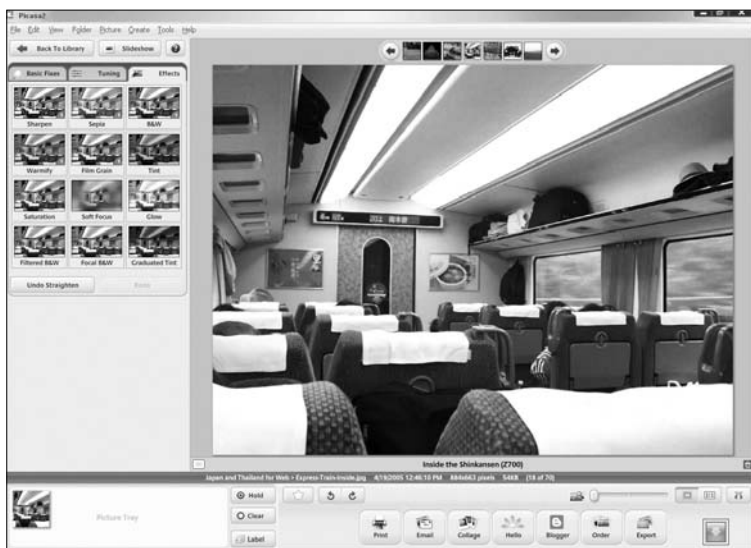 Picasa2
File Edit View Folder Picture Create Tools Help
Back To Library Slideshow
Basic Fixes Tuning Effects
Sharpen Sepia B&W
Warmify Film Grain Tint
Saturation Soft Focus Glow
Filtered B&W Focal B&W Graduated Tint
Undo Straighten Redo
Inside the Shinkansen (Z700)
Japan and Thailand for Web > Express-Train-Inside.jpg 4/19/2005 12:46:10 PM 884x663 pixels 54KB (18 of 70)
Hold
Clear
Label
Picture Tray
Print Email Collage Hello Blogger Order Export